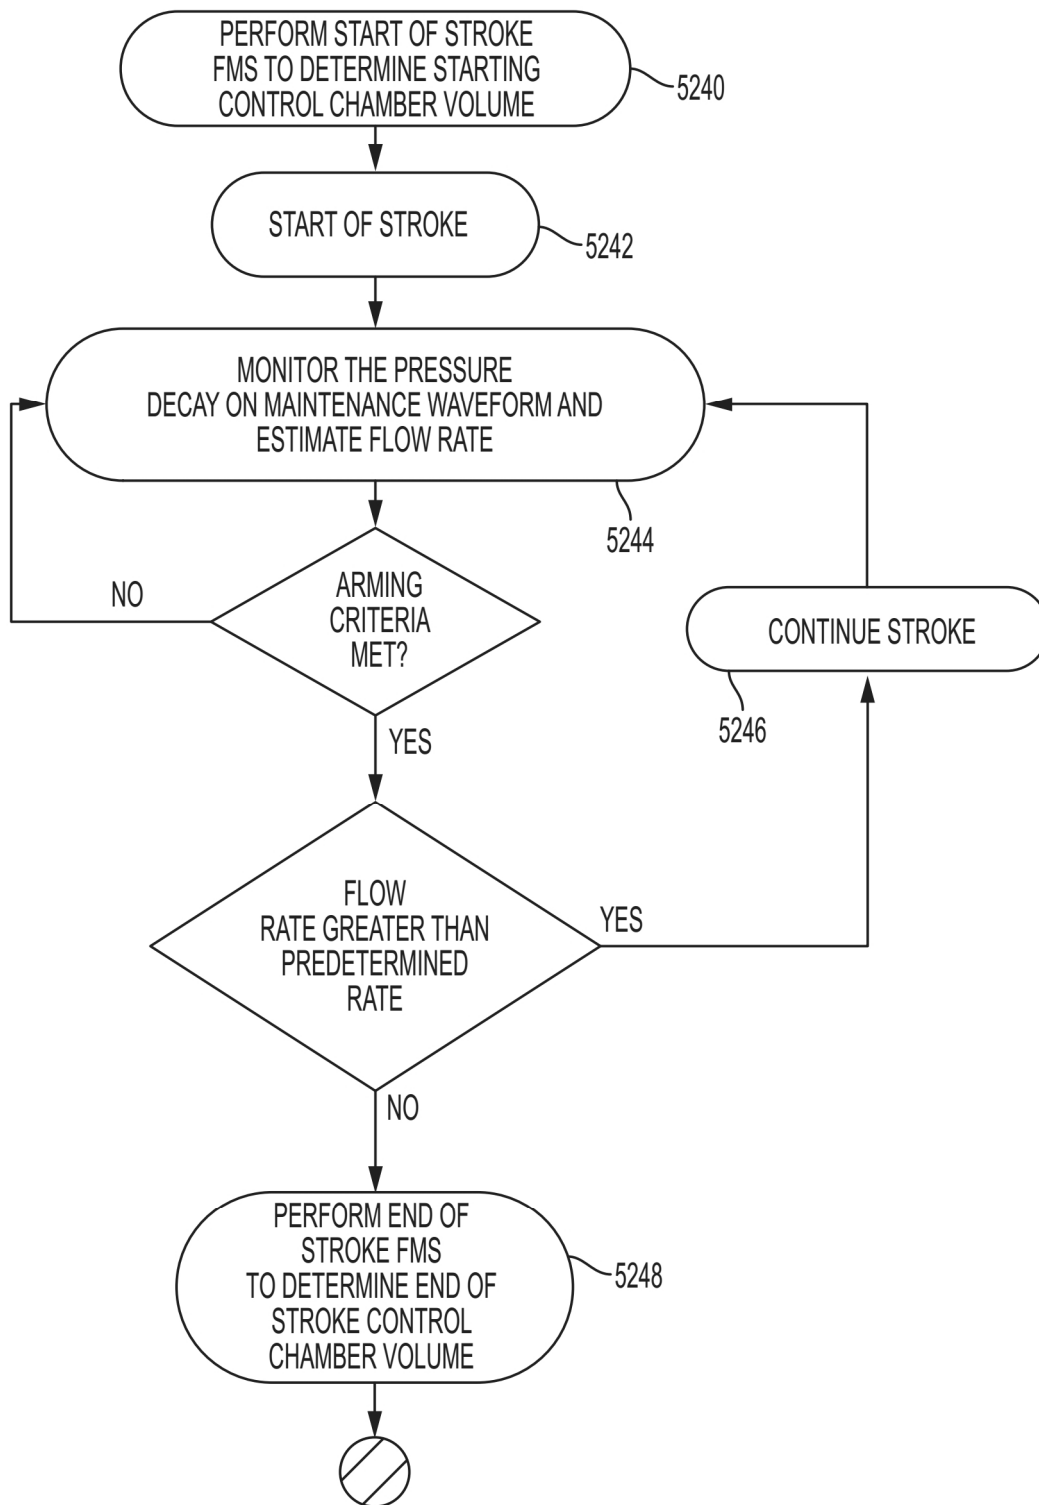 PERFORM START OF STROKE
FMS TO DETERMINE STARTING
CONTROL CHAMBER VOLUME
5240
START OF STROKE
5242
MONITOR THE PRESSURE
DECAY ON MAINTENANCE WAVEFORM AND
ESTIMATE FLOW RATE
5244
NO
ARMING
CRITERIA
MET?
CONTINUE STROKE
5246
YES
FLOW
RATE GREATER THAN
PREDETERMINED
RATE
YES
NO
PERFORM END OF
STROKE FMS
TO DETERMINE END OF
STROKE CONTROL
CHAMBER VOLUME
5248